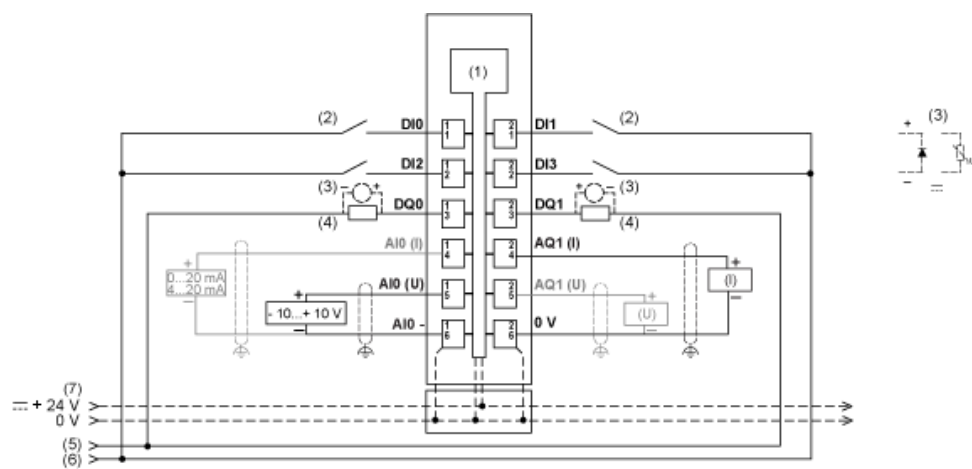 (1)
(2) DI0 1 1 2 1 DI1 (2)
DI2 1 2 2 2 DI3
(3) - + DQ0 1 3 2 3 DQ1 + - (3)
(4) (4)
AI0 (I) 1 4 2 4 AQ1 (I)
+ 0...20 mA
4...20 mA -
AI0 (U) 1 5 2 5 AQ1 (U)
+ - 10...+ 10 V -
+ (U) -
+ (I) -
AI0 - 1 6 2 6 0 V
(7)
+ 24 V
0 V
(5)
(6)
+ (3)
-